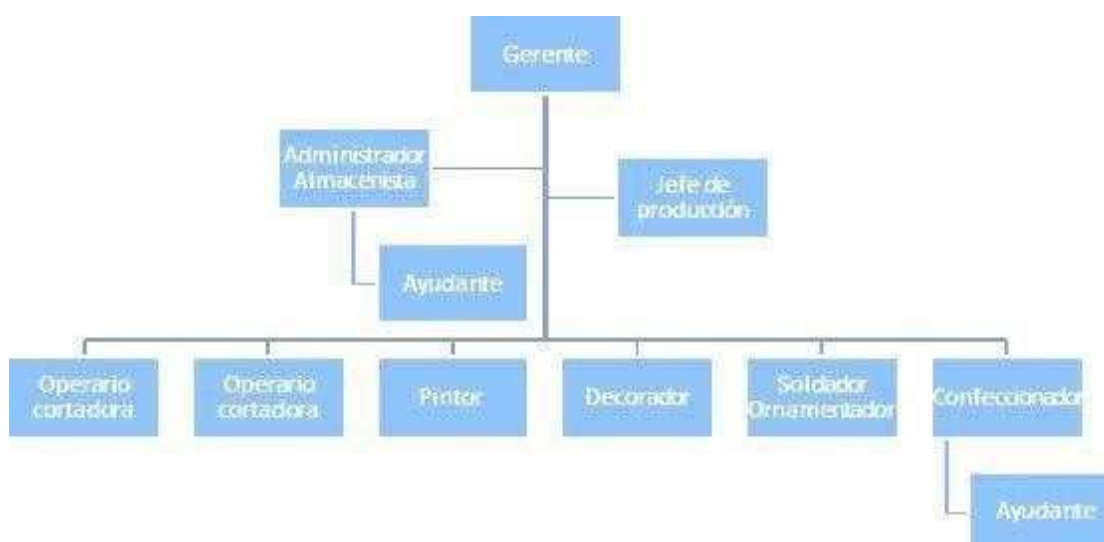 Gerente
Administrador
Almacenista
Jefe de
producción
Ayudante
Operario
cortadora
Operario
cortadora
Pintor
Decorador
Soldador
Ornamentador
Confeccionador
Ayudante